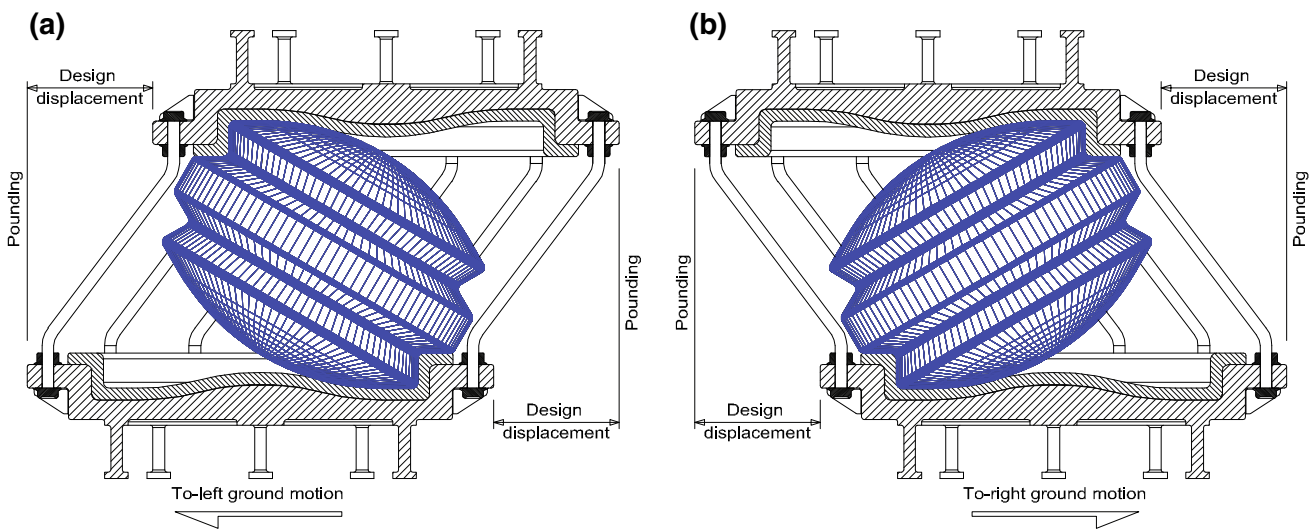 (a)
Design
displacement
Pounding
Pounding
Design
displacement
To-left ground motion
(b)
Design
displacement
Pounding
Pounding
Design
displacement
To-right ground motion